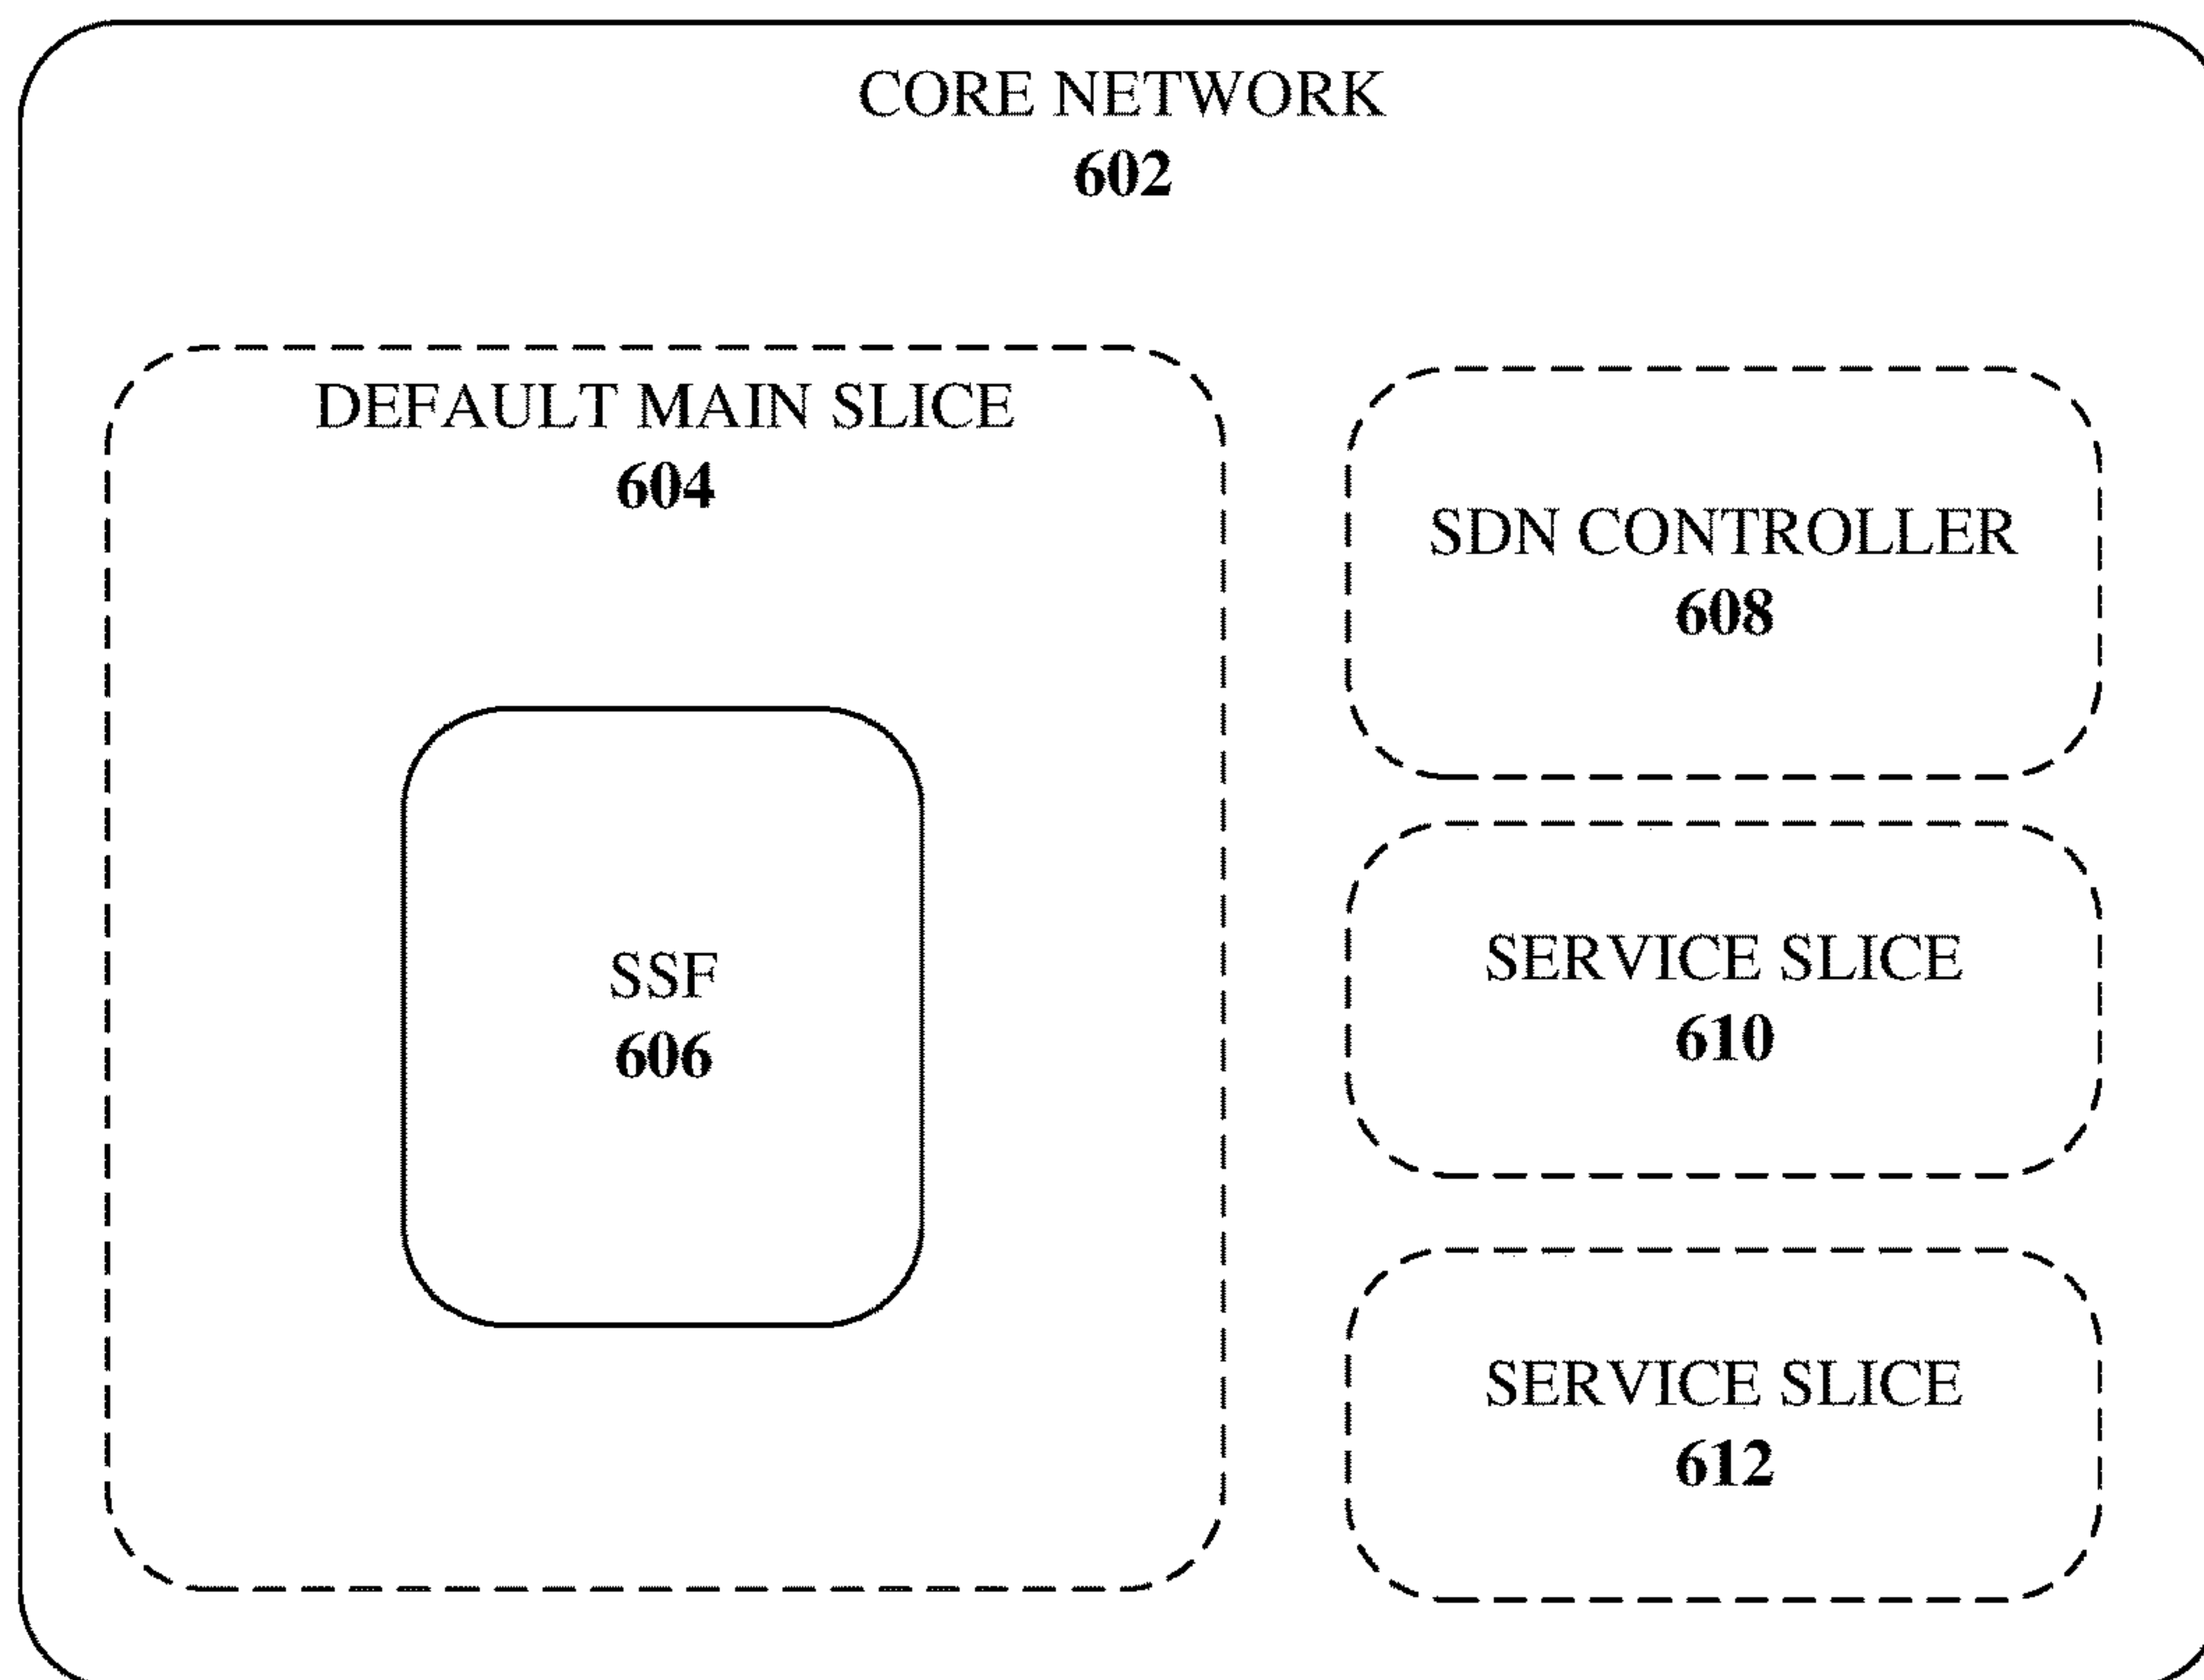 CORE NETWORK
602
DEFAULT MAIN SLICE
604
SSF
606
SDN CONTROLLER
608
SERVICE SLICE
610
SERVICE SLICE
612